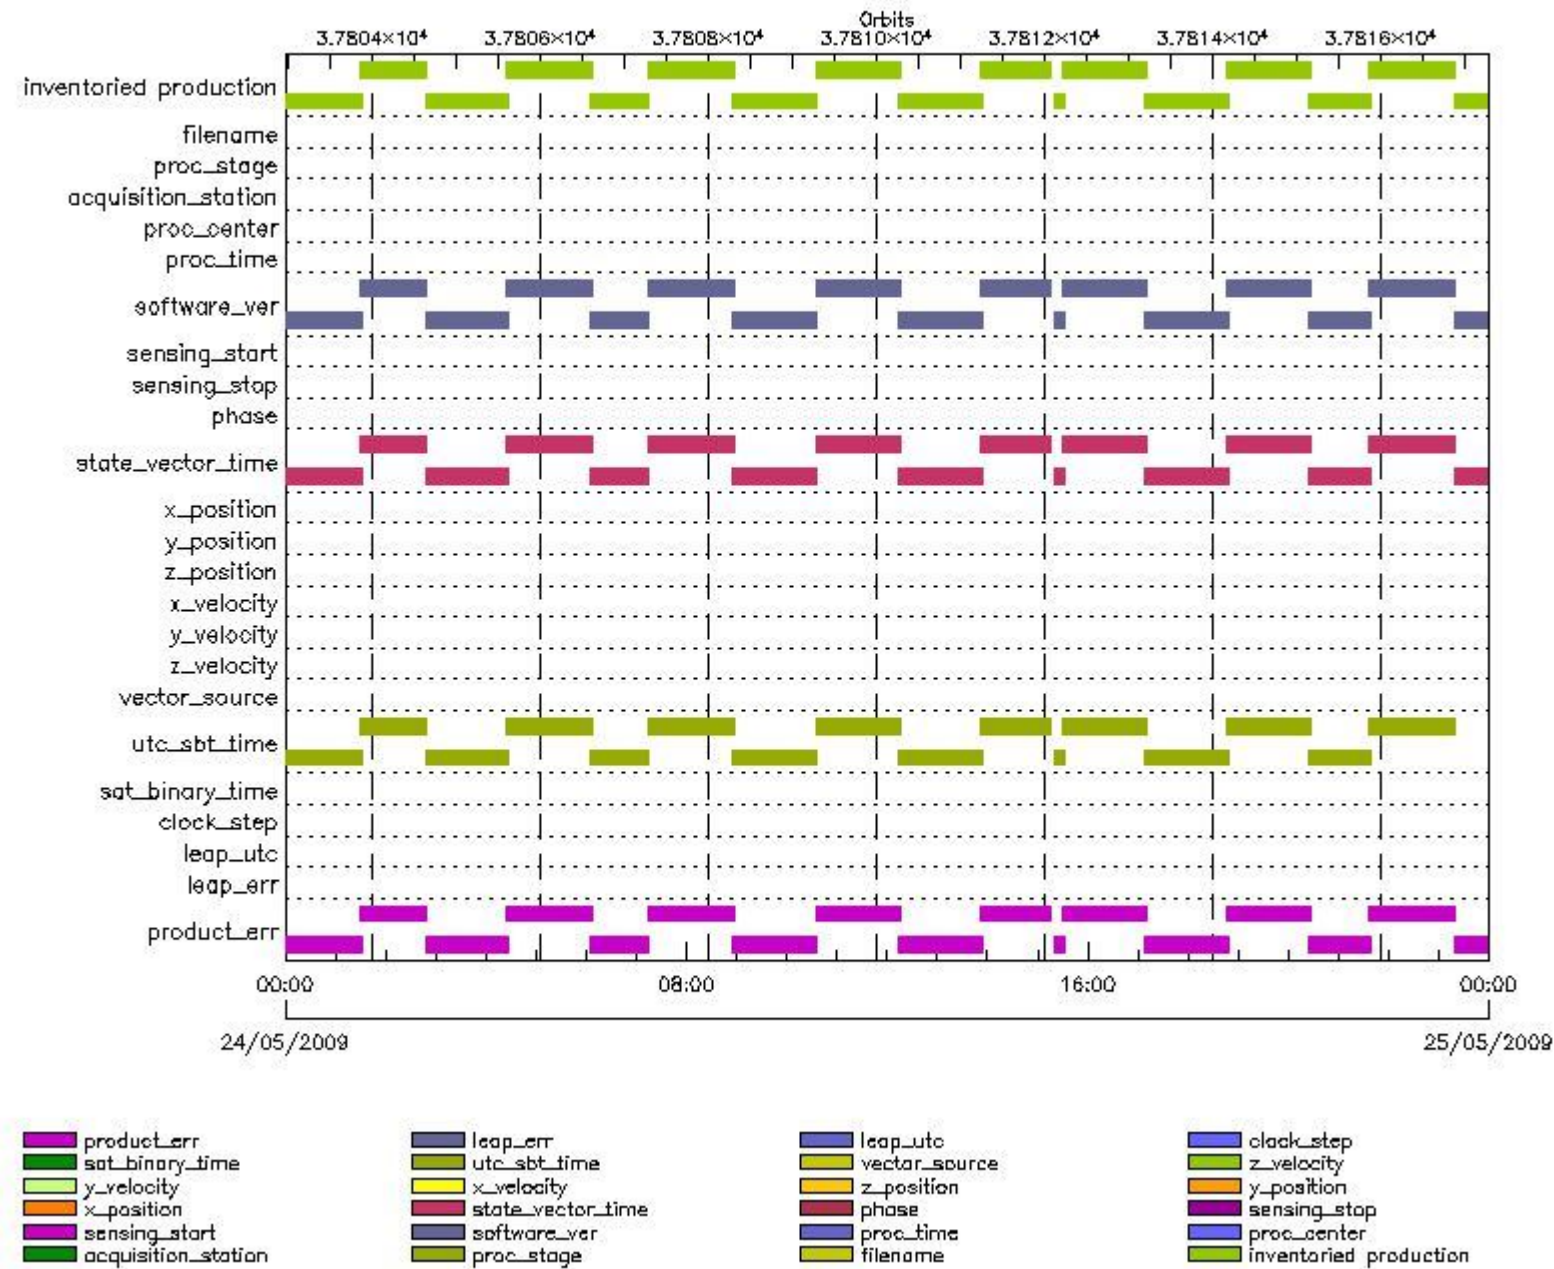 Orbits
3.7804×10⁴ 3.7806×10⁴ 3.7808×10⁴ 3.7810×10⁴ 3.7812×10⁴ 3.7814×10⁴ 3.7816×10⁴
inventoried production
filename
proc_stage
acquisition_station
proc_center
proc_time
software_ver
sensing_start
sensing_stop
phase
state_vector_time
x_position
y_position
z_position
x_velocity
y_velocity
z_velocity
vector_source
utc_sbt_time
sat_binary_time
clock_step
leap_utc
leap_err
product_err
00:00 08:00 16:00 00:00
24/05/2009 25/05/2009
product_err leap_err leap_utc clock_step
sat_binary_time utc_sbt_time vector_source z_velocity
y_velocity x_velocity z_position y_position
x_position state_vector_time phase sensing_stop
sensing_start software_ver proc_time proc_center
acquisition_station proc_stage filename inventoried production